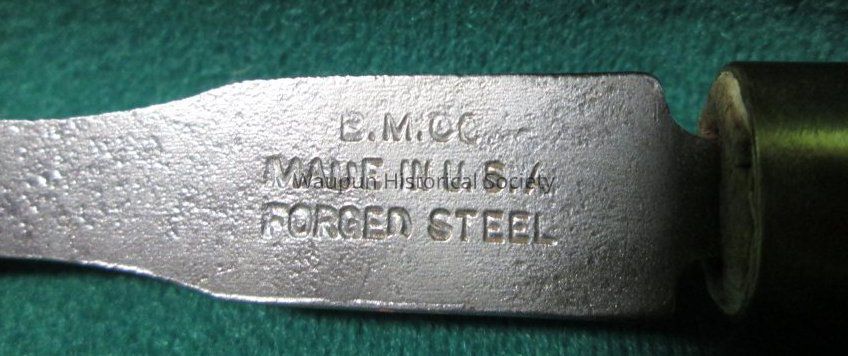 B.M.CO
MADE IN U.S.A
Waupun Historical Society
FORGED STEEL